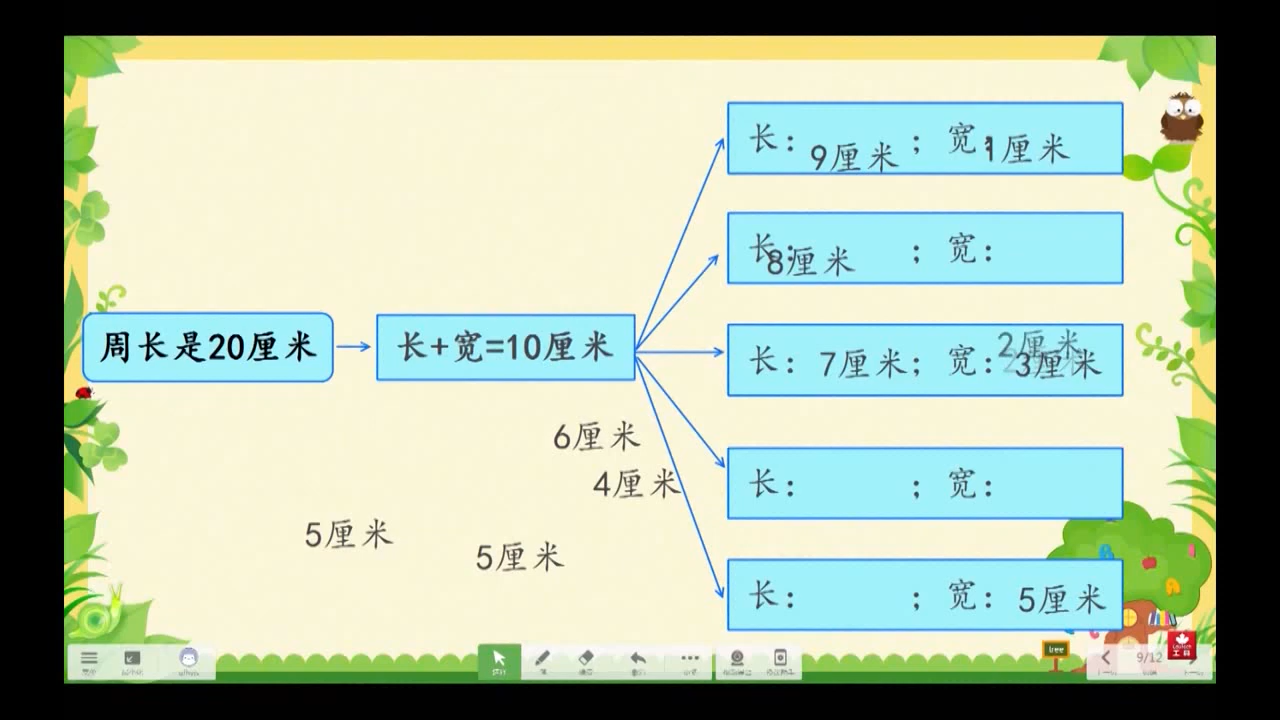 长： 9厘米 ； 宽：1厘米
长：8厘米 ； 宽：
周长是20厘米
长+宽=10厘米
长： 7厘米； 宽：3厘米
2厘米
6厘米
4厘米
长： ； 宽：
5厘米
5厘米
长： ； 宽：5厘米
tree
9/12
工具